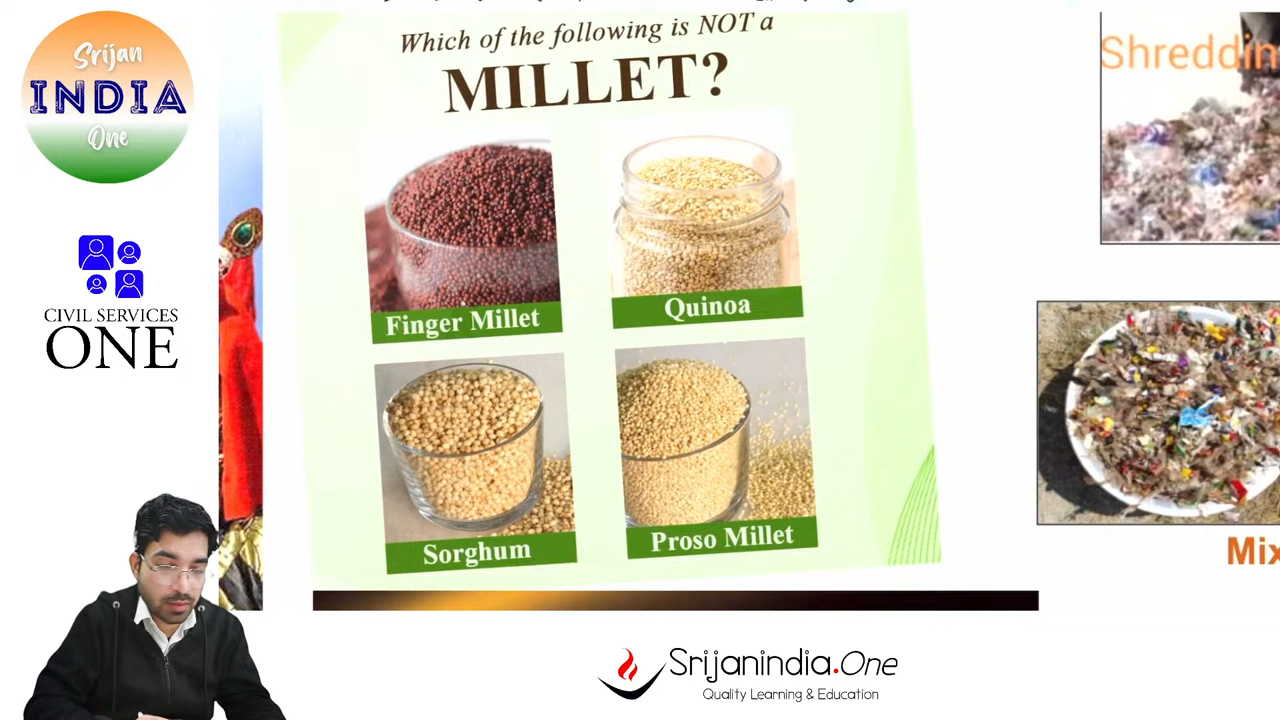 Srijan
INDIA
One
CIVIL SERVICES
ONE
Which of the following is NOT a
MILLET?
Finger Millet
Quinoa
Sorghum
Proso Millet
Mix
Srijanindia.One
Quality Learning & Education